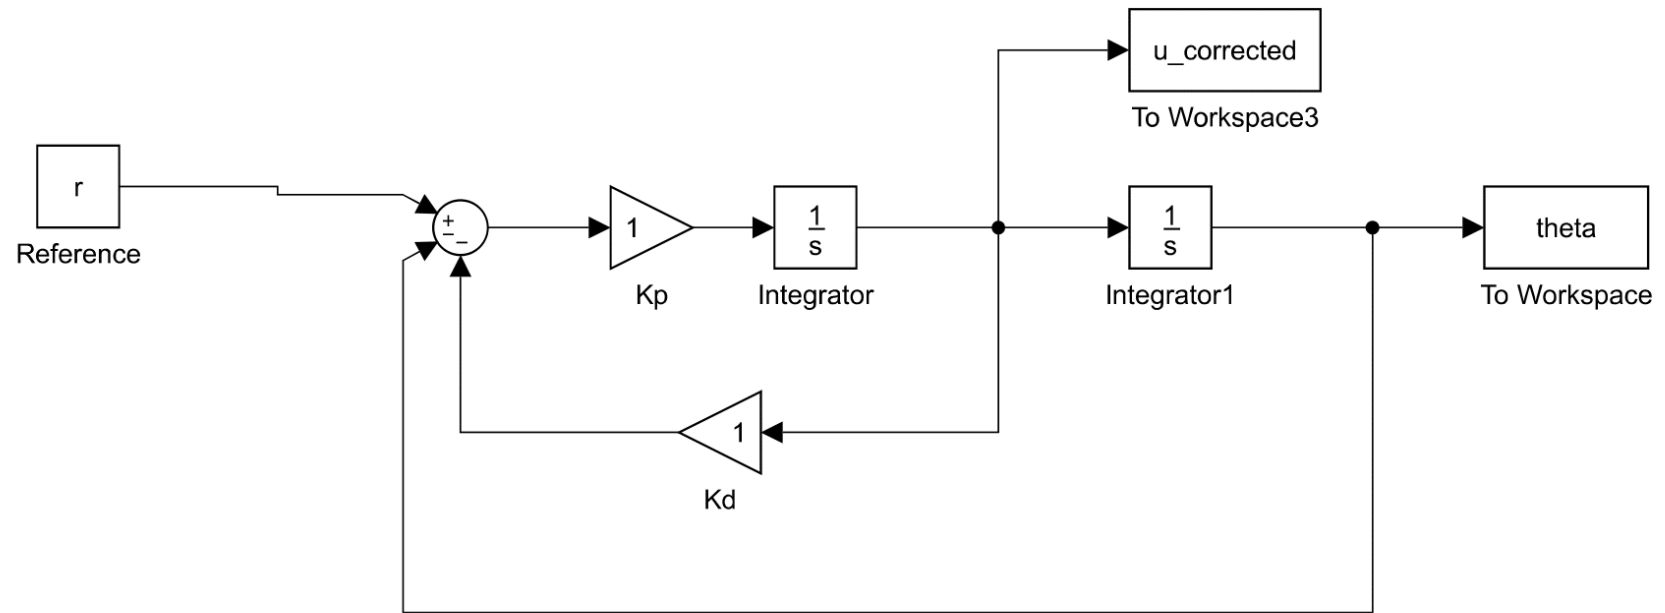 u_corrected
To Workspace3
r
Reference
+
−
−
1
Kp
1
s
Integrator
1
s
Integrator1
theta
To Workspace
1
Kd